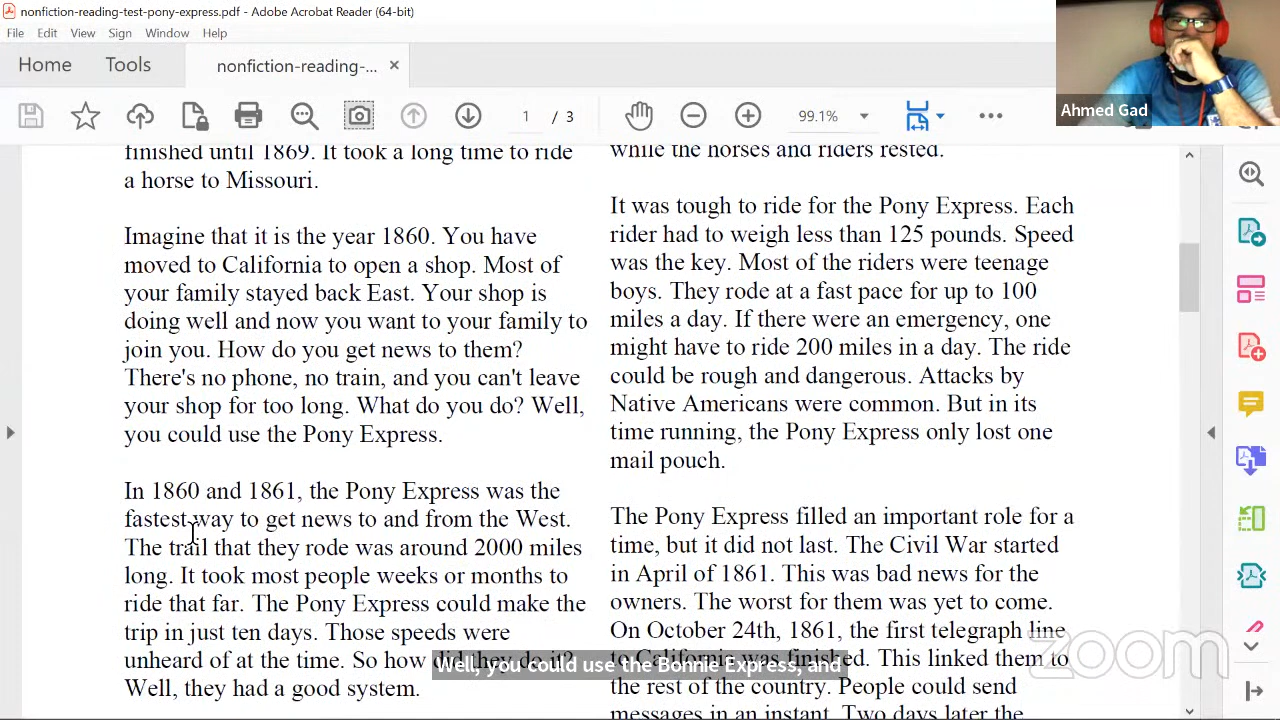 nonfiction-reading-test-pony-express.pdf - Adobe Acrobat Reader (64-bit)
File Edit View Sign Window Help
Home Tools nonfiction-reading-... ×
1 / 3 99.1%
Ahmed Gad
finished until 1869. It took a long time to ride
a horse to Missouri.
Imagine that it is the year 1860. You have
moved to California to open a shop. Most of
your family stayed back East. Your shop is
doing well and now you want to your family to
join you. How do you get news to them?
There's no phone, no train, and you can't leave
your shop for too long. What do you do? Well,
you could use the Pony Express.
In 1860 and 1861, the Pony Express was the
fastest way to get news to and from the West.
The trail that they rode was around 2000 miles
long. It took most people weeks or months to
ride that far. The Pony Express could make the
trip in just ten days. Those speeds were
unheard of at the time. So how did they do it?
Well, they had a good system.
while the horses and riders rested.
It was tough to ride for the Pony Express. Each
rider had to weigh less than 125 pounds. Speed
was the key. Most of the riders were teenage
boys. They rode at a fast pace for up to 100
miles a day. If there were an emergency, one
might have to ride 200 miles in a day. The ride
could be rough and dangerous. Attacks by
Native Americans were common. But in its
time running, the Pony Express only lost one
mail pouch.
The Pony Express filled an important role for a
time, but it did not last. The Civil War started
in April of 1861. This was bad news for the
owners. The worst for them was yet to come.
On October 24th, 1861, the first telegraph line
to California was finished. This linked them to
the rest of the country. People could send
messages in an instant. Two days later the
Well, you could use the Bonnie Express, and
zoom